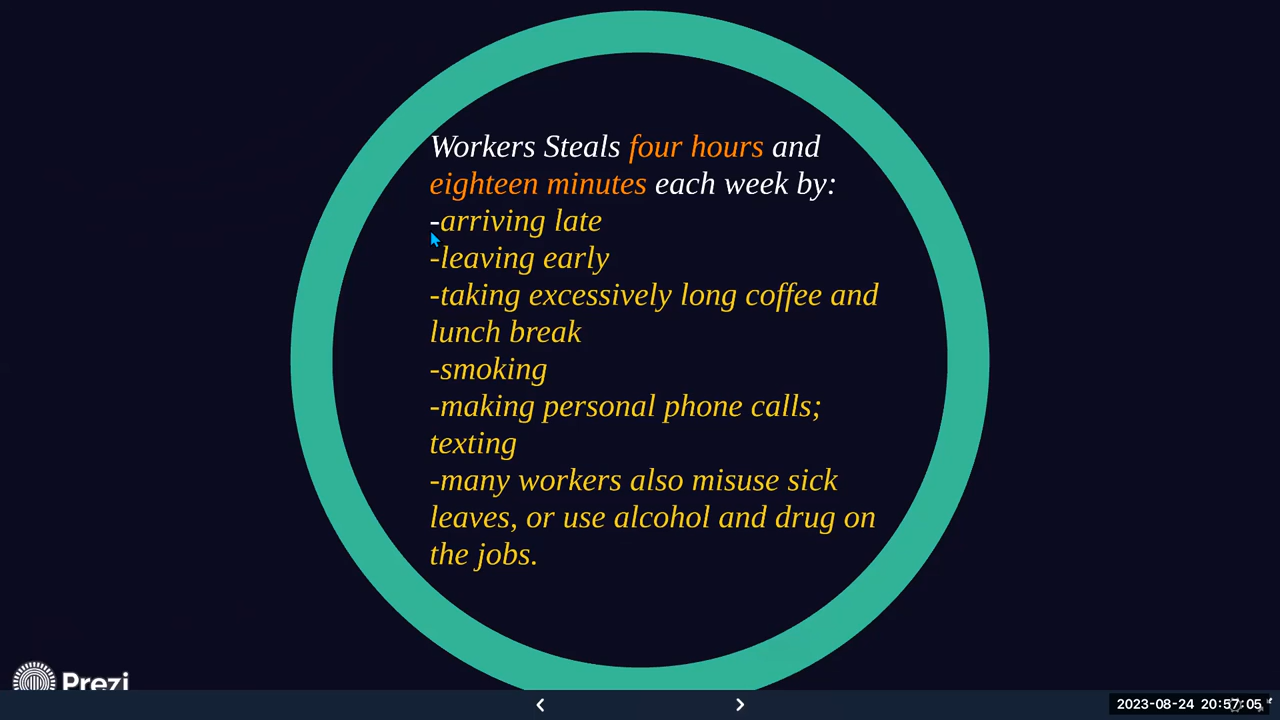 Workers Steals four hours and
eighteen minutes each week by:
-arriving late
-leaving early
-taking excessively long coffee and
lunch break
-smoking
-making personal phone calls;
texting
-many workers also misuse sick
leaves, or use alcohol and drug on
the jobs.
Prezi
2023-08-24 20:57:05